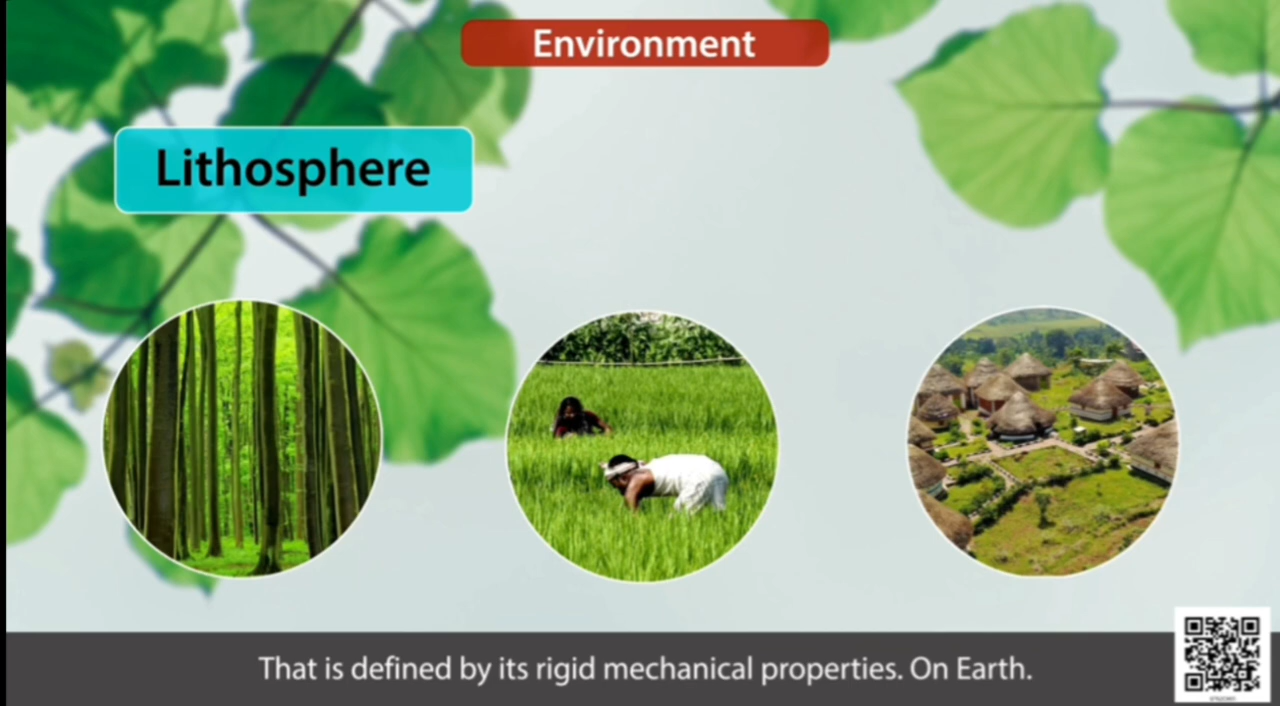 Environment
Lithosphere
That is defined by its rigid mechanical properties. On Earth.